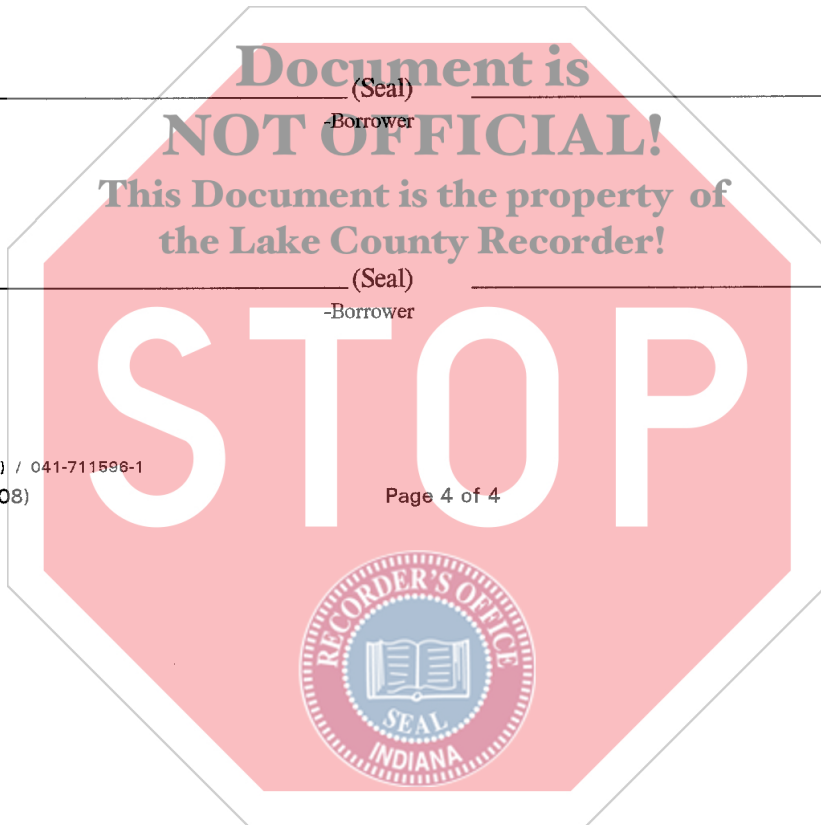 Document is
(Seal)
-Borrower
NOT OFFICIAL!
This Document is the property of
the Lake County Recorder!
(Seal)
-Borrower
STOP
) / 041-711596-1
08)
Page 4 of 4
RECORDER'S OFFICE
SEAL
INDIANA